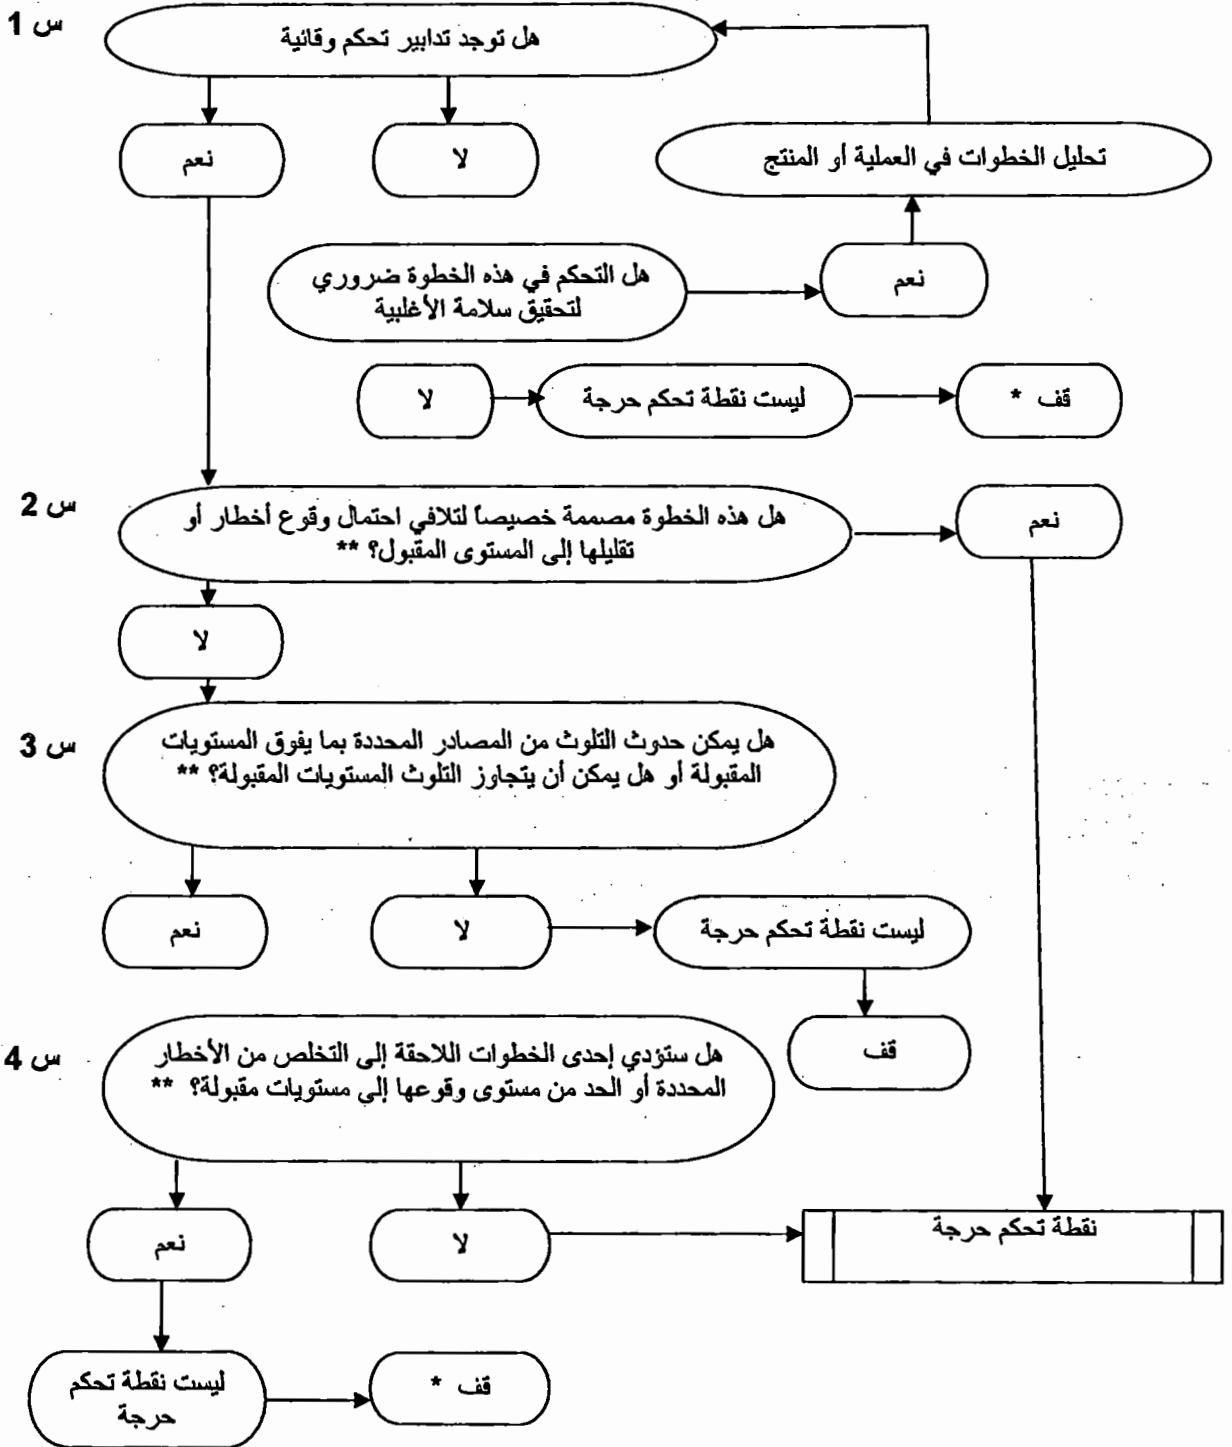 س 1
هل توجد تدابير تحكم وقائية
نعم
لا
تحليل الخطوات في العملية أو المنتج
هل التحكم في هذه الخطوة ضروري
لتحقيق سلامة الأغلبية
نعم
لا
ليست نقطة تحكم حرجة
قف *
س 2
هل هذه الخطوة مصممة خصيصاً لتلافي احتمال وقوع أخطار أو
تقليلها إلى المستوى المقبول؟ **
نعم
لا
س 3
هل يمكن حدوث التلوث من المصادر المحددة بما يفوق المستويات
المقبولة أو هل يمكن أن يتجاوز التلوث المستويات المقبولة؟ **
نعم
لا
ليست نقطة تحكم حرجة
قف
س 4
هل ستؤدي إحدى الخطوات اللاحقة إلى التخلص من الأخطار
المحددة أو الحد من مستوى وقوعها إلي مستويات مقبولة؟ **
نعم
لا
نقطة تحكم حرجة
ليست نقطة تحكم
حرجة
قف *